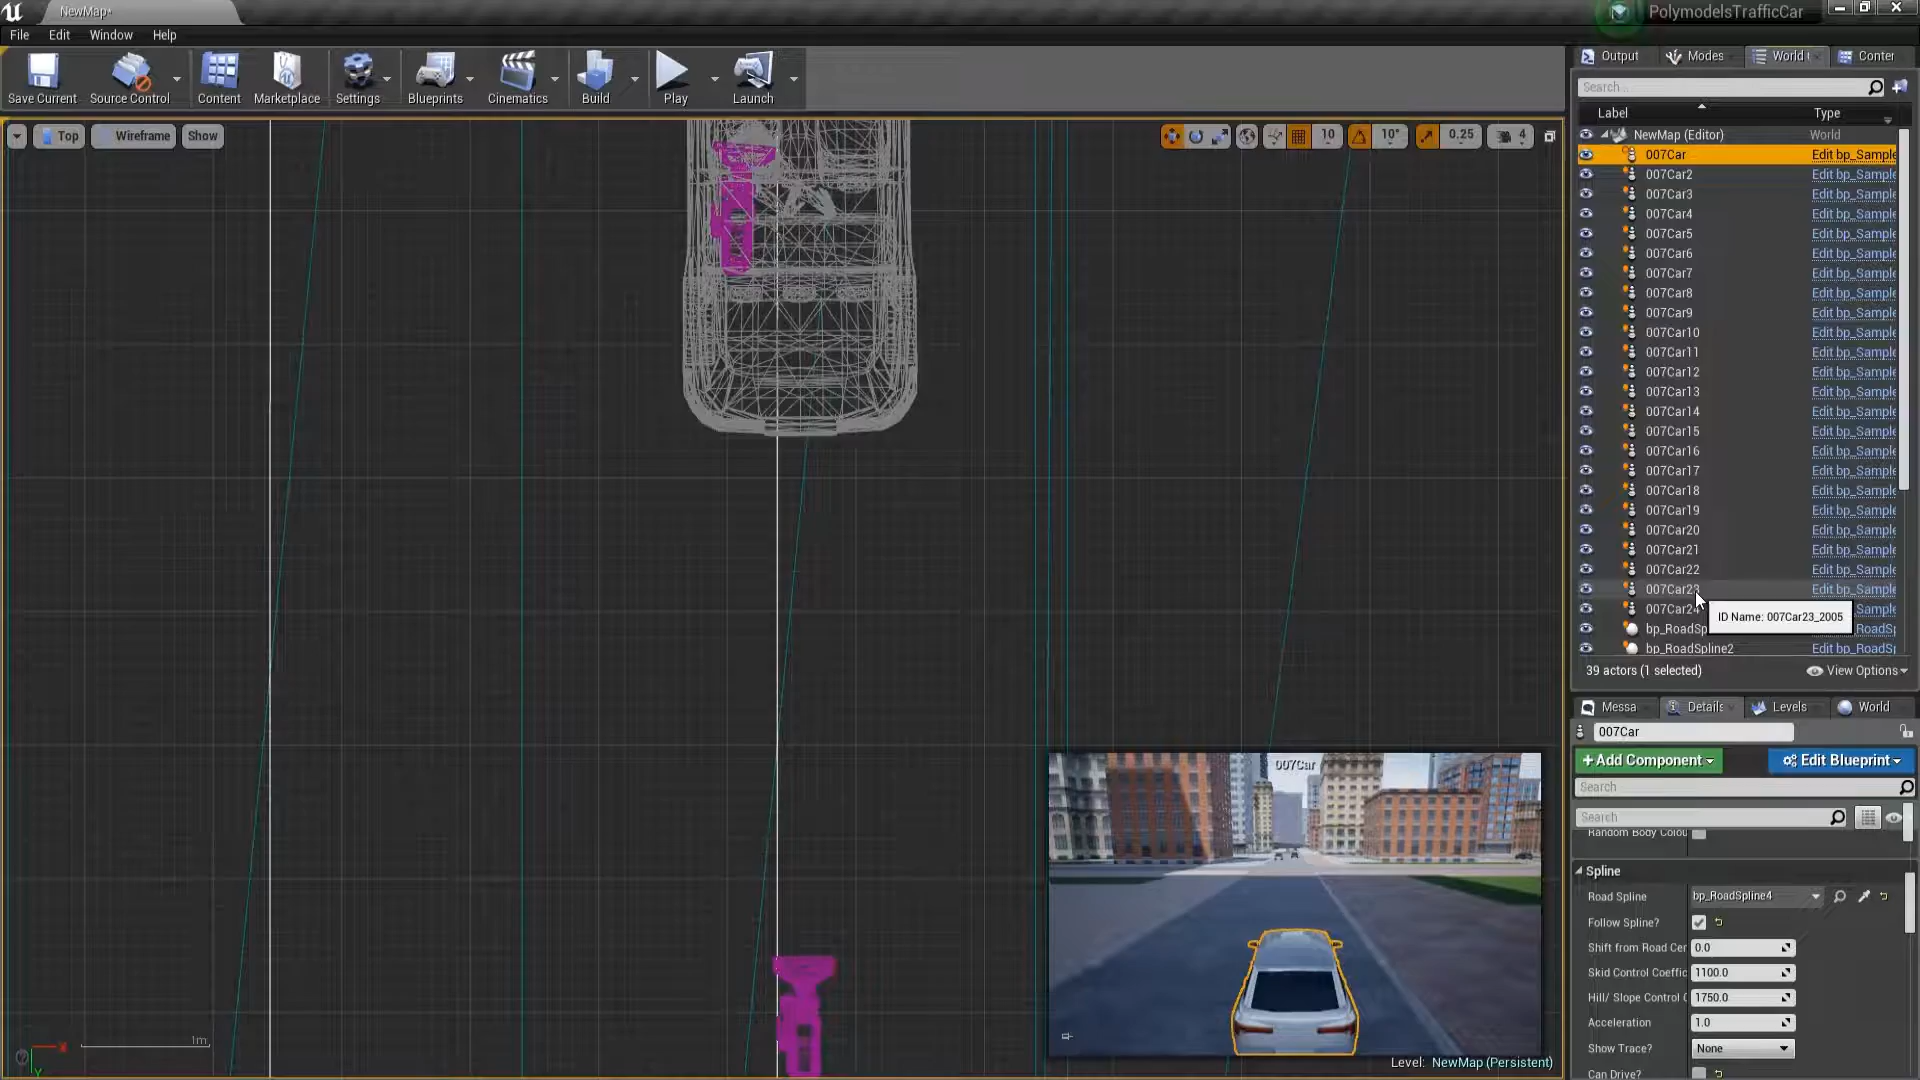 NewMap*
PolymodelsTrafficCar
File Edit Window Help
Save Current
Source Control
Content
Marketplace
Settings
Blueprints
Cinematics
Build
Play
Launch
Top
Wireframe
Show
10
10°
0.25
4
Output
Modes
World
Conter
Search...
Label Type
NewMap (Editor) World
007Car Edit bp_Sample
007Car2 Edit bp_Sample
007Car3 Edit bp_Sample
007Car4 Edit bp_Sample
007Car5 Edit bp_Sample
007Car6 Edit bp_Sample
007Car7 Edit bp_Sample
007Car8 Edit bp_Sample
007Car9 Edit bp_Sample
007Car10 Edit bp_Sample
007Car11 Edit bp_Sample
007Car12 Edit bp_Sample
007Car13 Edit bp_Sample
007Car14 Edit bp_Sample
007Car15 Edit bp_Sample
007Car16 Edit bp_Sample
007Car17 Edit bp_Sample
007Car18 Edit bp_Sample
007Car19 Edit bp_Sample
007Car20 Edit bp_Sample
007Car21 Edit bp_Sample
007Car22 Edit bp_Sample
007Car23 Edit bp_Sample
007Car24 Sample
ID Name: 007Car23_2005
bp_RoadSp RoadSp
bp_RoadSpline2 Edit bp_RoadSp
39 actors (1 selected) View Options
Messa
Details
Levels
World
007Car
+Add Component
Edit Blueprint
Search
Search
Random Body Colou
Spline
Road Spline bp_RoadSpline4
Follow Spline?
Shift from Road Cer 0.0
Skid Control Coeffic 1100.0
Hill/ Slope Control 1750.0
Acceleration 1.0
Show Trace? None
Can Drive?
007Car
1m
X
Y
Level: NewMap (Persistent)